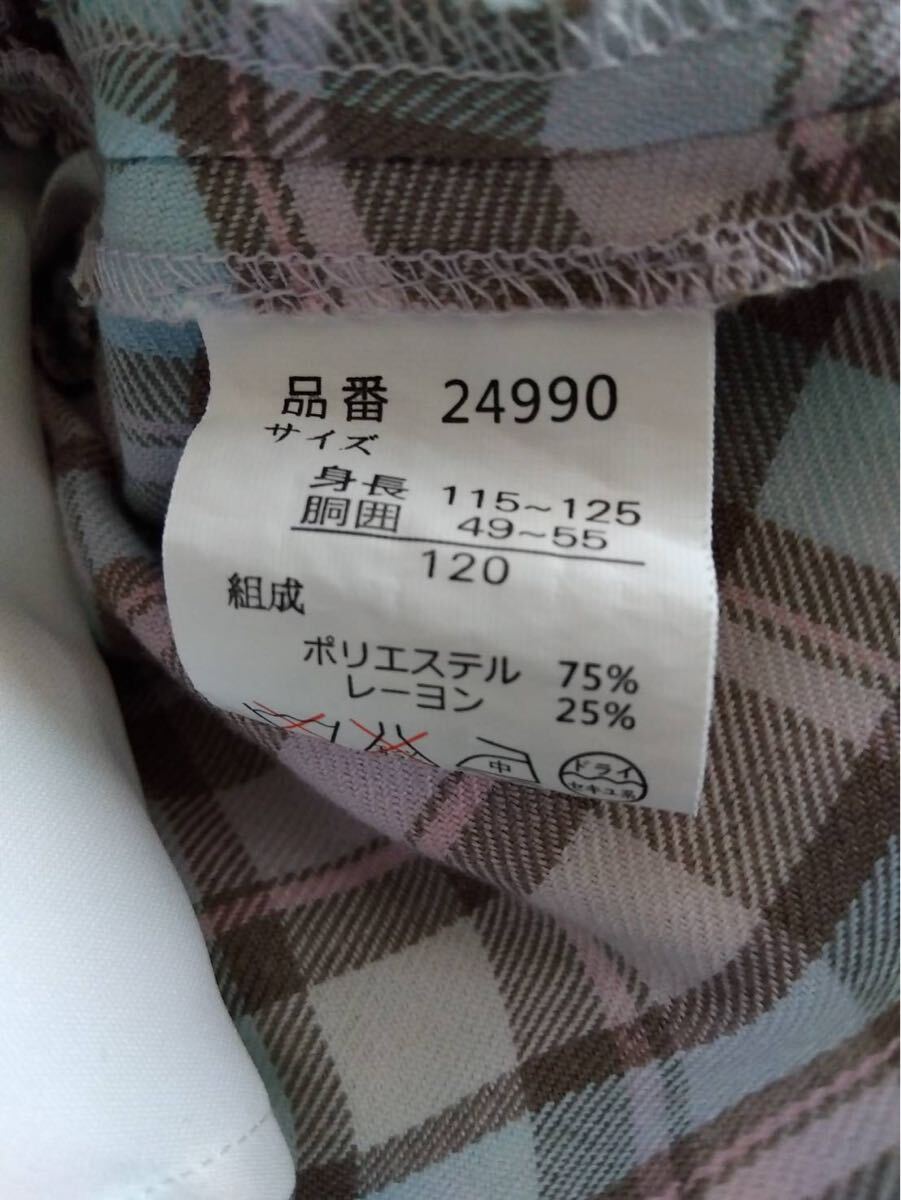 品番 24990
サイズ
身長 115~125
胴囲 49~55
120
組成
ポリエステル 75%
レーヨン 25%
中
ドライ
セキユ系